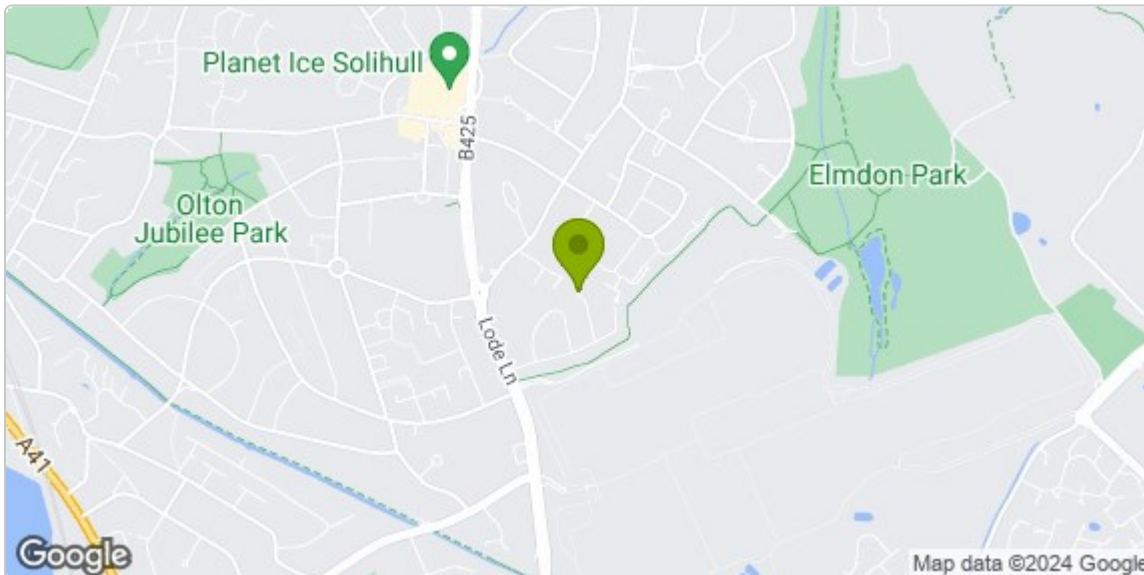 Planet Ice Solihull
B425
Elmdon Park
Olton
Jubilee Park
Lode Ln
A41
Google
Map data ©2024 Google